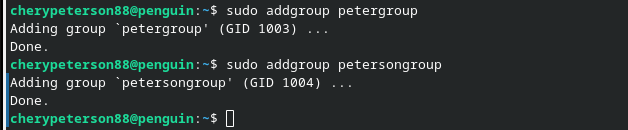 cherypeterson88@penguin:~$ sudo addgroup petergroup
Adding group `petergroup' (GID 1003) ...
Done.
cherypeterson88@penguin:~$ sudo addgroup petersongroup
Adding group `petersongroup' (GID 1004) ...
Done.
cherypeterson88@penguin:~$